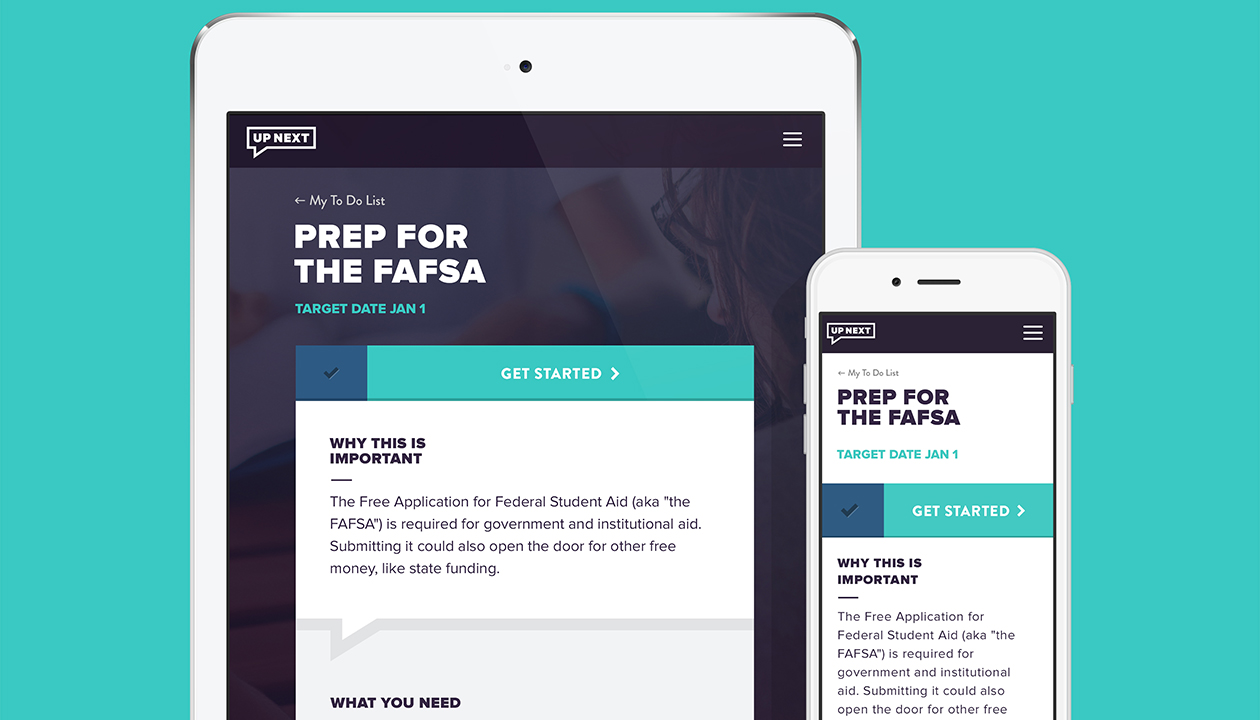 UP NEXT
← My To Do List
PREP FOR
THE FAFSA
TARGET DATE JAN 1
GET STARTED
WHY THIS IS
IMPORTANT
The Free Application for Federal Student Aid (aka "the
FAFSA") is required for government and institutional aid.
Submitting it could also open the door for other free
money, like state funding.
WHAT YOU NEED
UP NEXT
← My To Do List
PREP FOR
THE FAFSA
TARGET DATE JAN 1
GET STARTED
WHY THIS IS
IMPORTANT
The Free Application for
Federal Student Aid (aka "the
FAFSA") is required for
government and institutional
aid. Submitting it could also
open the door for other free